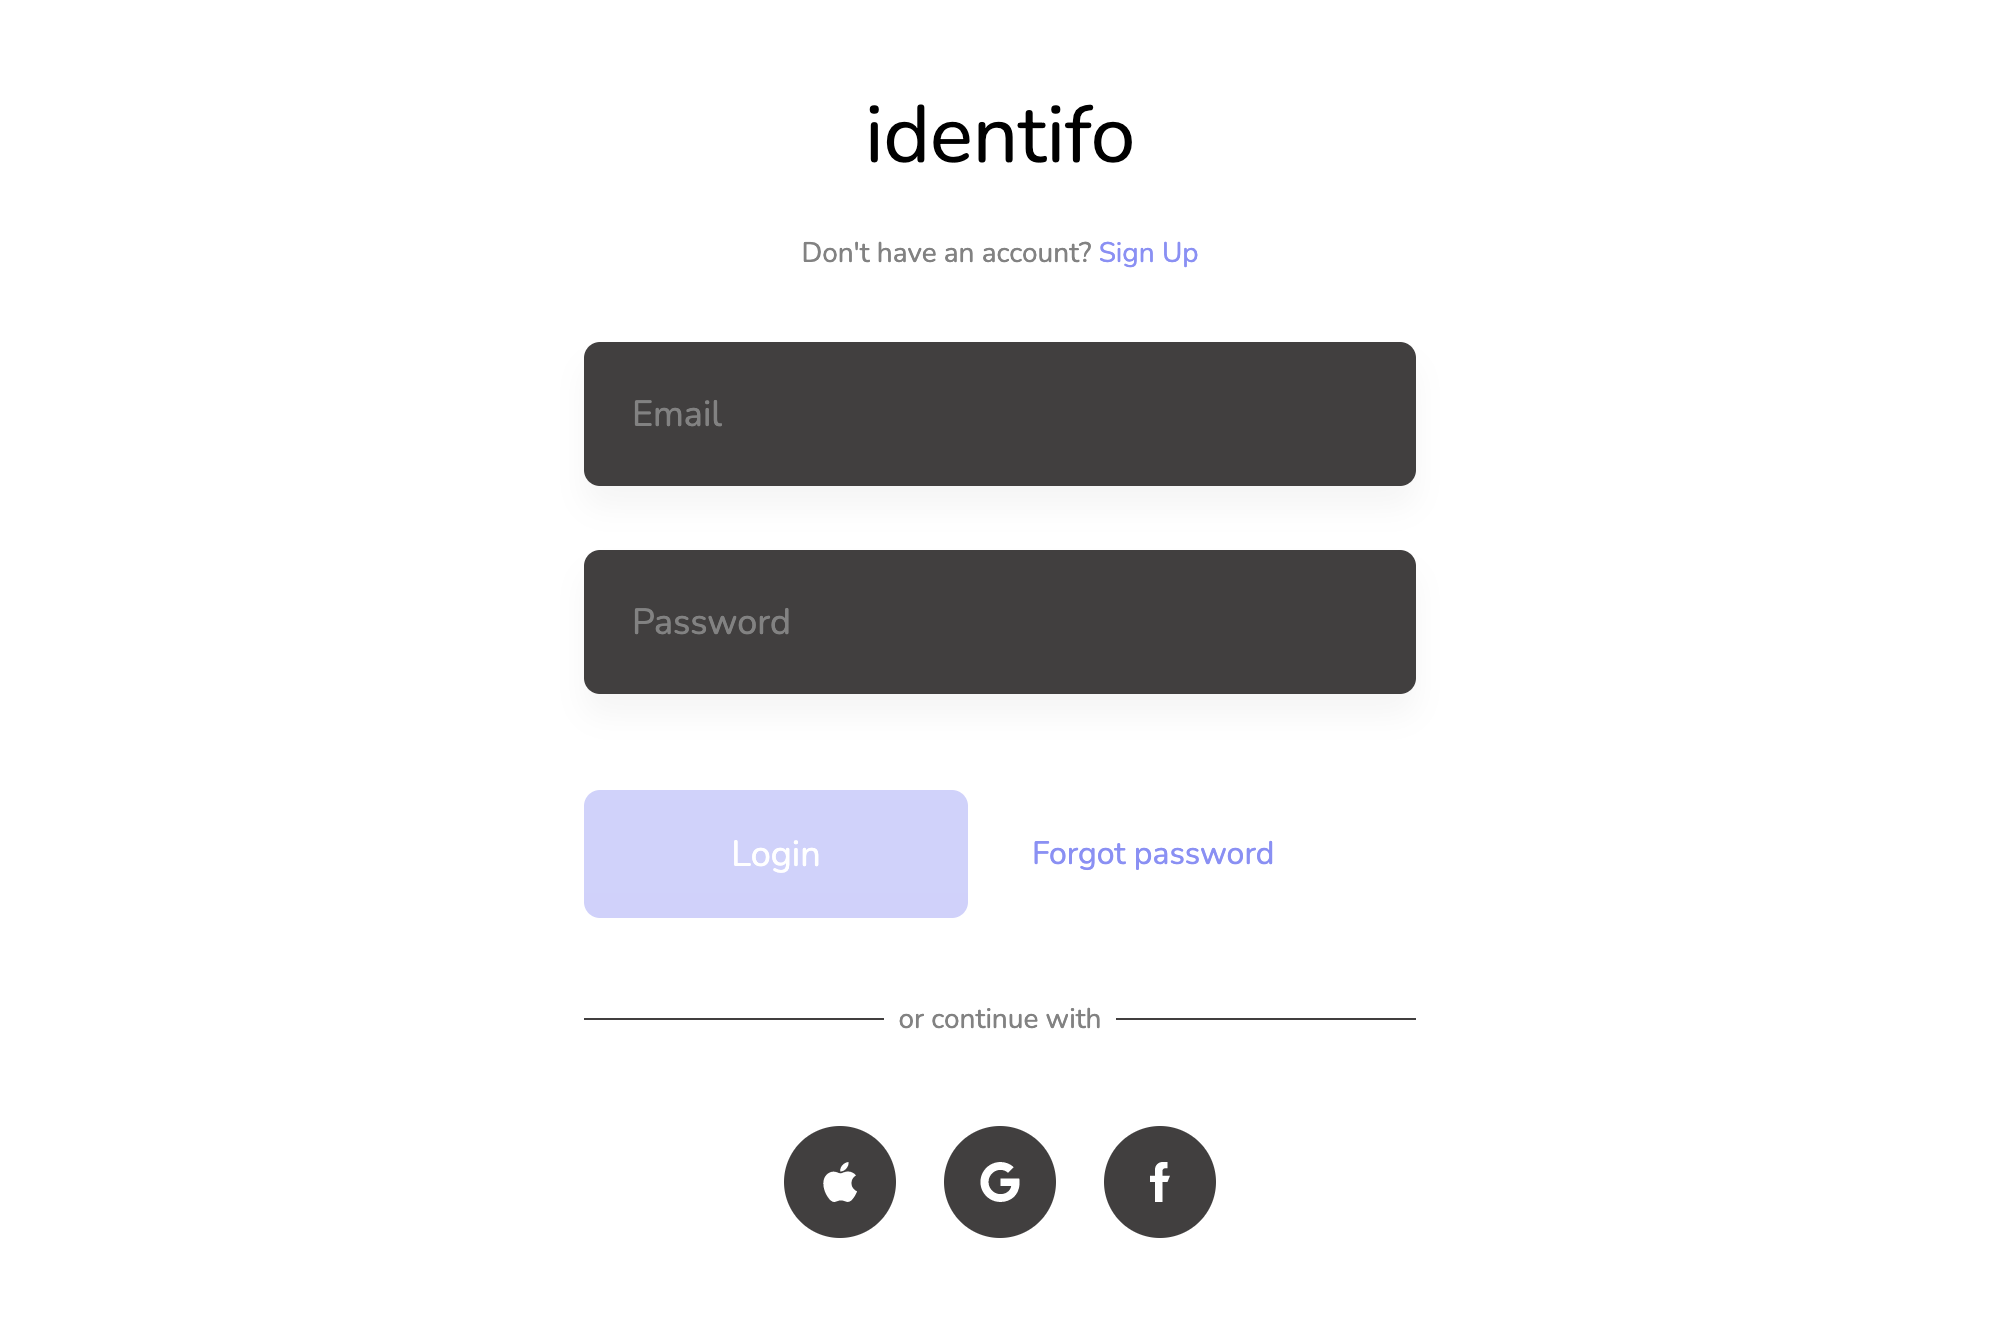 identifo
Don't have an account? Sign Up
Email
Password
Login
Forgot password
or continue with